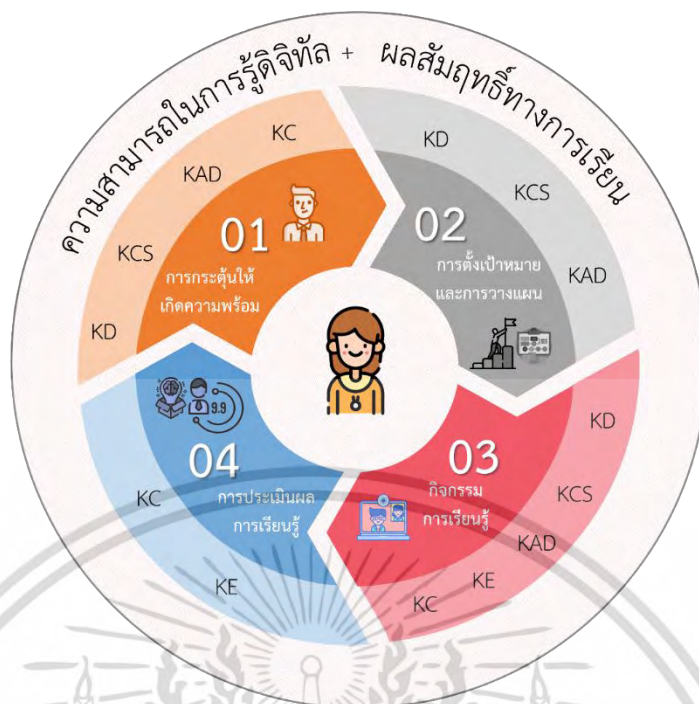 ความสามารถในการรู้ดิจิทัล + ผลสัมฤทธิ์ทางการเรียน
KC
KAD
KCS
KD
01
การกระตุ้นให้
เกิดความพร้อม
KD
KCS
KAD
02
การตั้งเป้าหมาย
และการวางแผน
KD
KCS
KAD
KE
KC
03
กิจกรรม
การเรียนรู้
9.9
04
การประเมินผล
การเรียนรู้
KC
KE